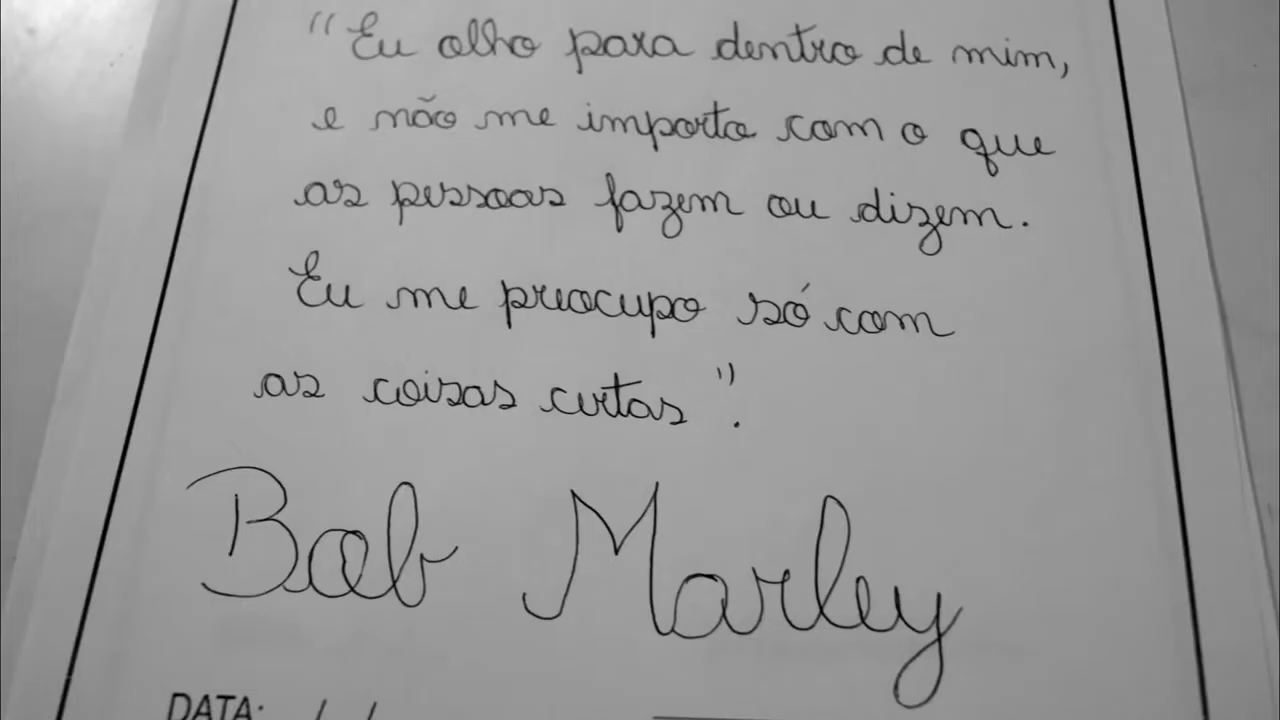 "Eu olho para dentro de mim,
e não me importo com o que
as pessoas fazem ou dizem.
Eu me preocupo só com
as coisas certas".
Bob Marley
DATA: / /